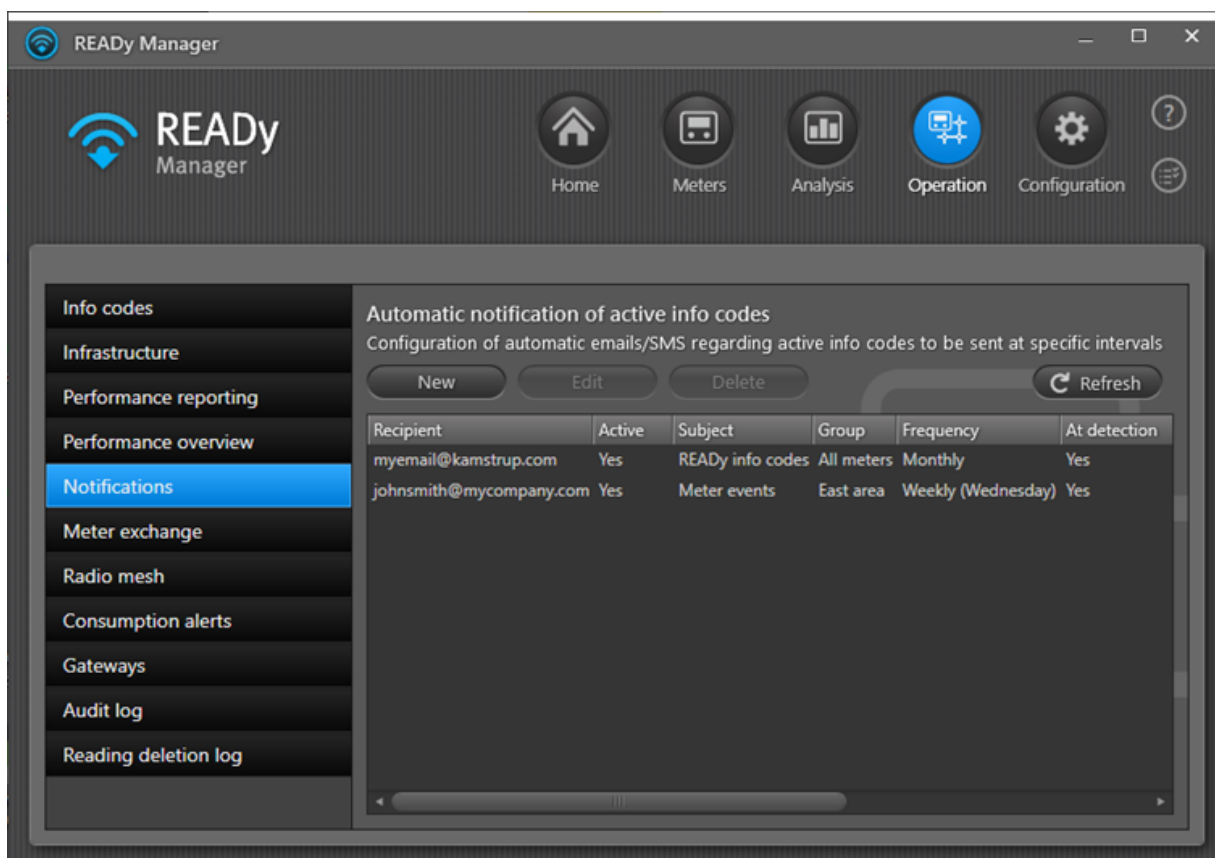 READy Manager
READy
Manager
Home Meters Analysis Operation Configuration
?
Info codes
Infrastructure
Performance reporting
Performance overview
Notifications
Meter exchange
Radio mesh
Consumption alerts
Gateways
Audit log
Reading deletion log
Automatic notification of active info codes
Configuration of automatic emails/SMS regarding active info codes to be sent at specific intervals
New Edit Delete Refresh
Recipient Active Subject Group Frequency At detection
myemail@kamstrup.com Yes READy info codes All meters Monthly Yes
johnsmith@mycompany.com Yes Meter events East area Weekly (Wednesday) Yes